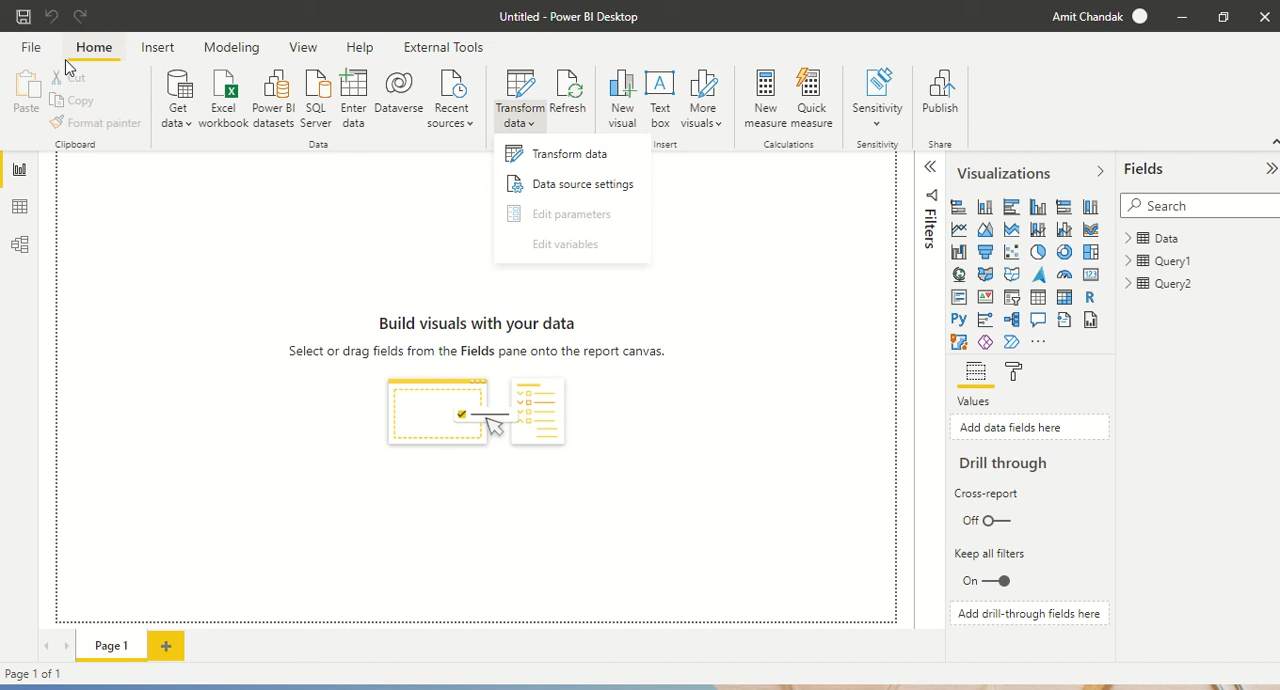 Untitled - Power BI Desktop
Amit Chandak
File
Home
Insert
Modeling
View
Help
External Tools
Paste
Cut
Copy
Format painter
Clipboard
Get data
Excel workbook
Power BI datasets
SQL Server
Enter data
Dataverse
Recent sources
Data
Transform data
Refresh
New visual
Text box
More visuals
Insert
New measure
Quick measure
Calculations
Sensitivity
Sensitivity
Publish
Share
Transform data
Data source settings
Edit parameters
Edit variables
Build visuals with your data
Select or drag fields from the Fields pane onto the report canvas.
Filters
Visualizations
123
R
Py
Values
Add data fields here
Drill through
Cross-report
Off
Keep all filters
On
Add drill-through fields here
Fields
Search
Data
Query1
Query2
Page 1
Page 1 of 1